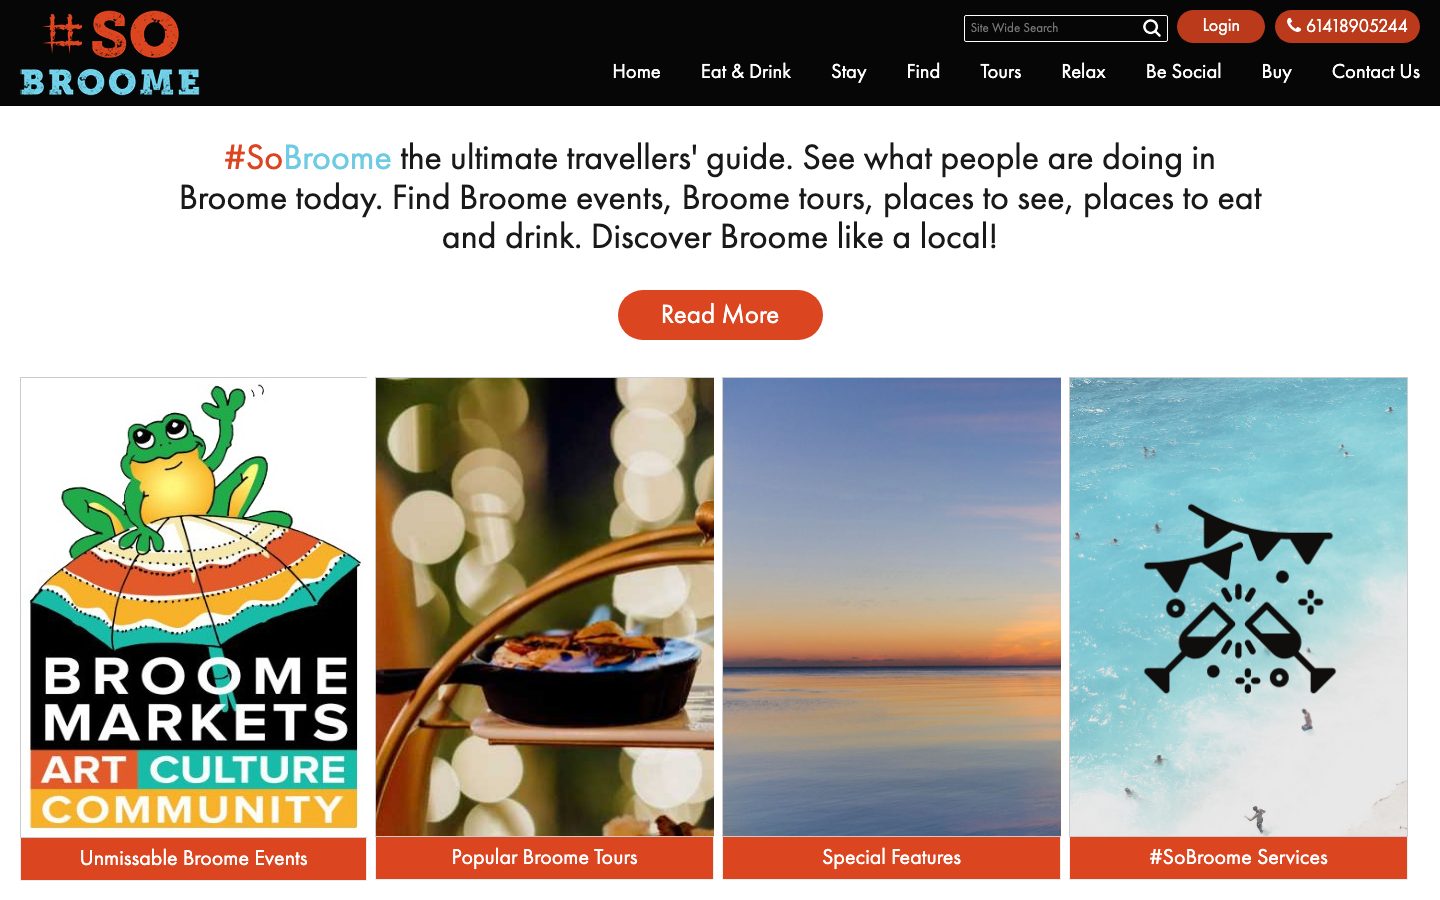 #SO
BROOME
Site Wide Search
Login
61418905244
Home
Eat & Drink
Stay
Find
Tours
Relax
Be Social
Buy
Contact Us
#SoBroome the ultimate travellers' guide. See what people are doing in
Broome today. Find Broome events, Broome tours, places to see, places to eat
and drink. Discover Broome like a local!
Read More
BROOME
MARKETS
ART CULTURE
COMMUNITY
Unmissable Broome Events
Popular Broome Tours
Special Features
#SoBroome Services